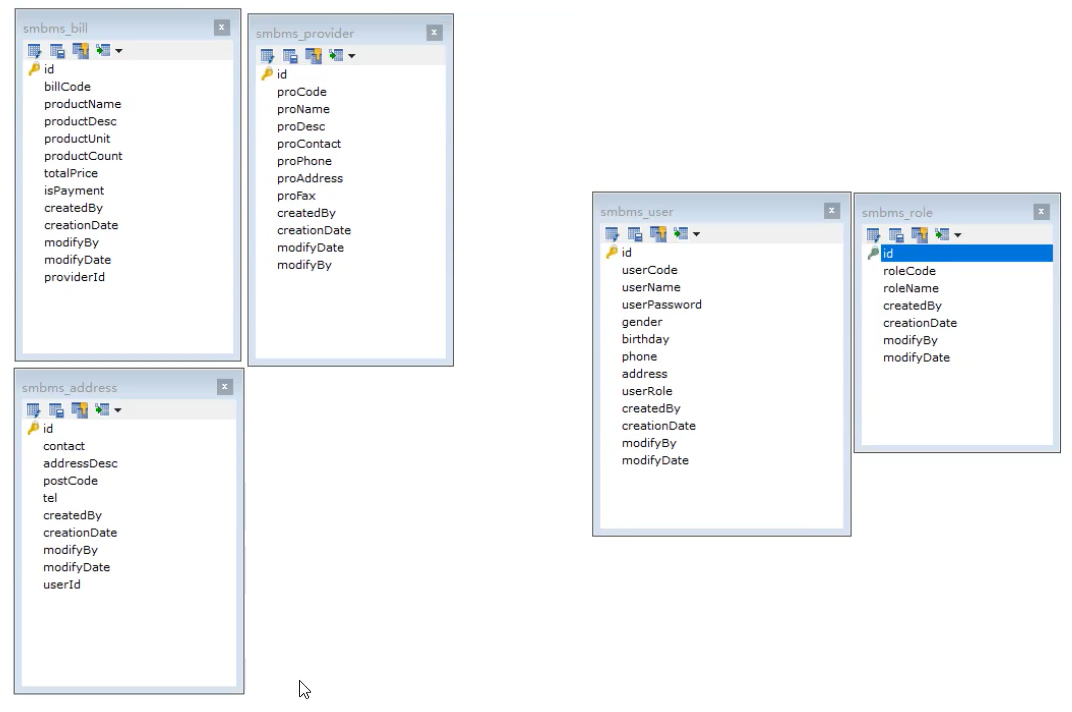 smbms_bill
id
billCode
productName
productDesc
productUnit
productCount
totalPrice
isPayment
createdBy
creationDate
modifyBy
modifyDate
providerId
smbms_provider
id
proCode
proName
proDesc
proContact
proPhone
proAddress
proFax
createdBy
creationDate
modifyDate
modifyBy
smbms_address
id
contact
addressDesc
postCode
tel
createdBy
creationDate
modifyBy
modifyDate
userId
smbms_user
id
userCode
userName
userPassword
gender
birthday
phone
address
userRole
createdBy
creationDate
modifyBy
modifyDate
smbms_role
id
roleCode
roleName
createdBy
creationDate
modifyBy
modifyDate